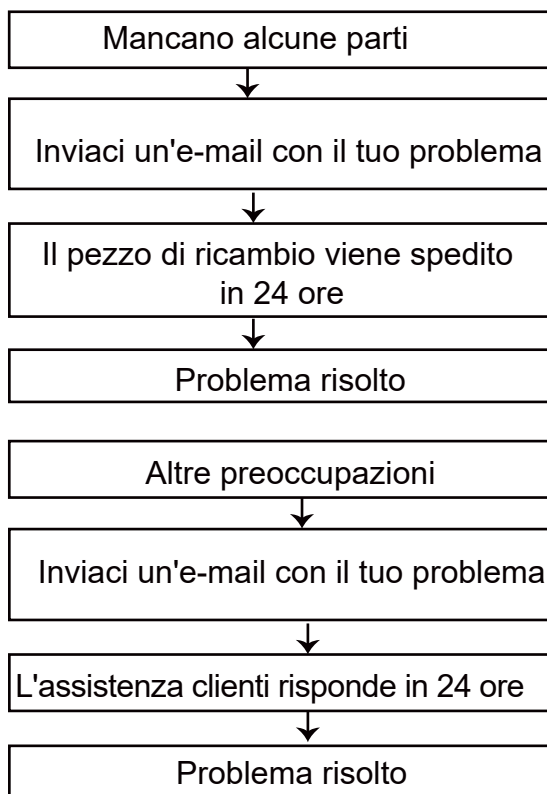 Mancano alcune parti
Inviaci un'e-mail con il tuo problema
Il pezzo di ricambio viene spedito
in 24 ore
Problema risolto
Altre preoccupazioni
Inviaci un'e-mail con il tuo problema
L'assistenza clienti risponde in 24 ore
Problema risolto